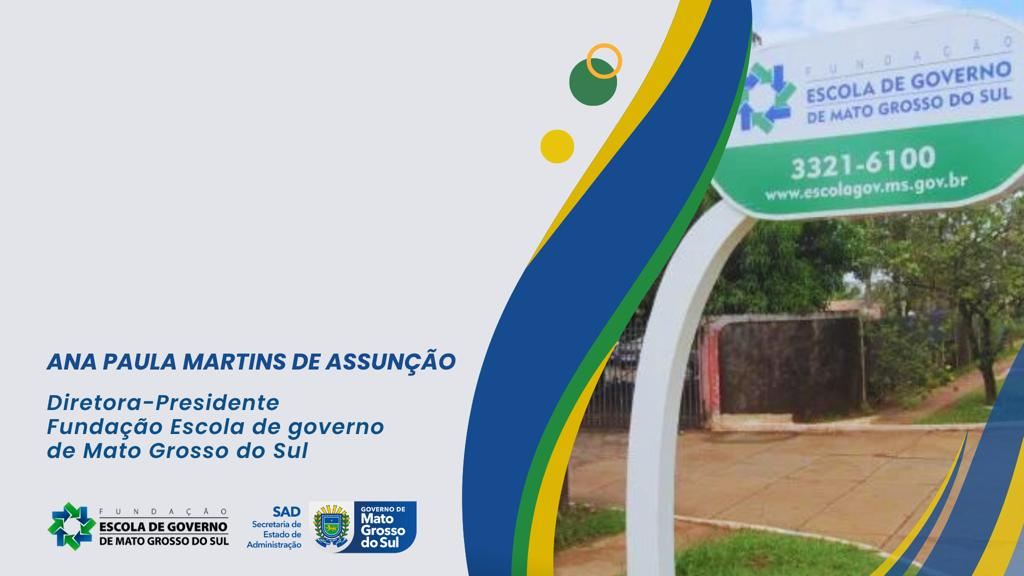 FUNDAÇÃO
ESCOLA DE GOVERNO
DE MATO GROSSO DO SUL
3321-6100
www.escolagov.ms.gov.br
ANA PAULA MARTINS DE ASSUNÇÃO
Diretora-Presidente
Fundação Escola de governo
de Mato Grosso do Sul
FUNDAÇÃO
ESCOLA DE GOVERNO
DE MATO GROSSO DO SUL
SAD
Secretaria de
Estado de
Administração
GOVERNO DE
Mato
Grosso
do Sul